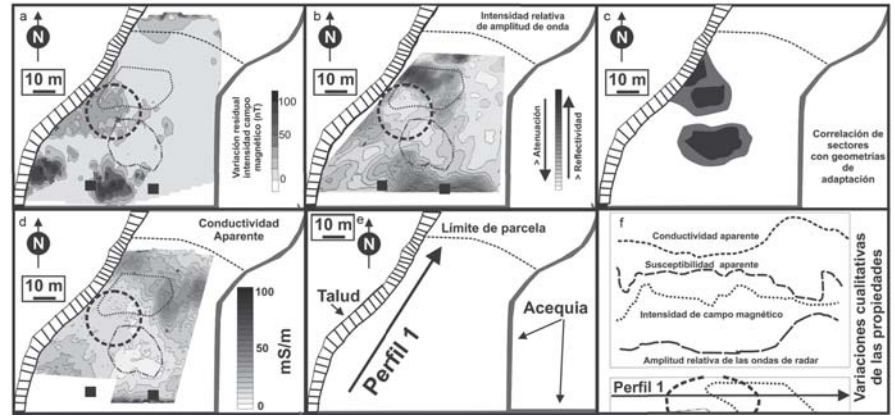 a
N
10 m
Variación residual
intensidad campo
magnético (nT)
100
50
0
b
N
10 m
Intensidad relativa
de amplitud de onda
> Atenuación
> Reflectividad
c
N
10 m
Correlación de
sectores
con geometrías
de
adaptación
d
N
10 m
Conductividad
Aparente
100
50
0
mS/m
e
10 m
N
Límite de parcela
Talud
Perfil 1
Acequia
f
Conductividad aparente
Susceptibilidad aparente
Intensidad de campo magnético
Amplitud relativa de las ondas de radar
Perfil 1
Variaciones cualitativas
de las propiedades